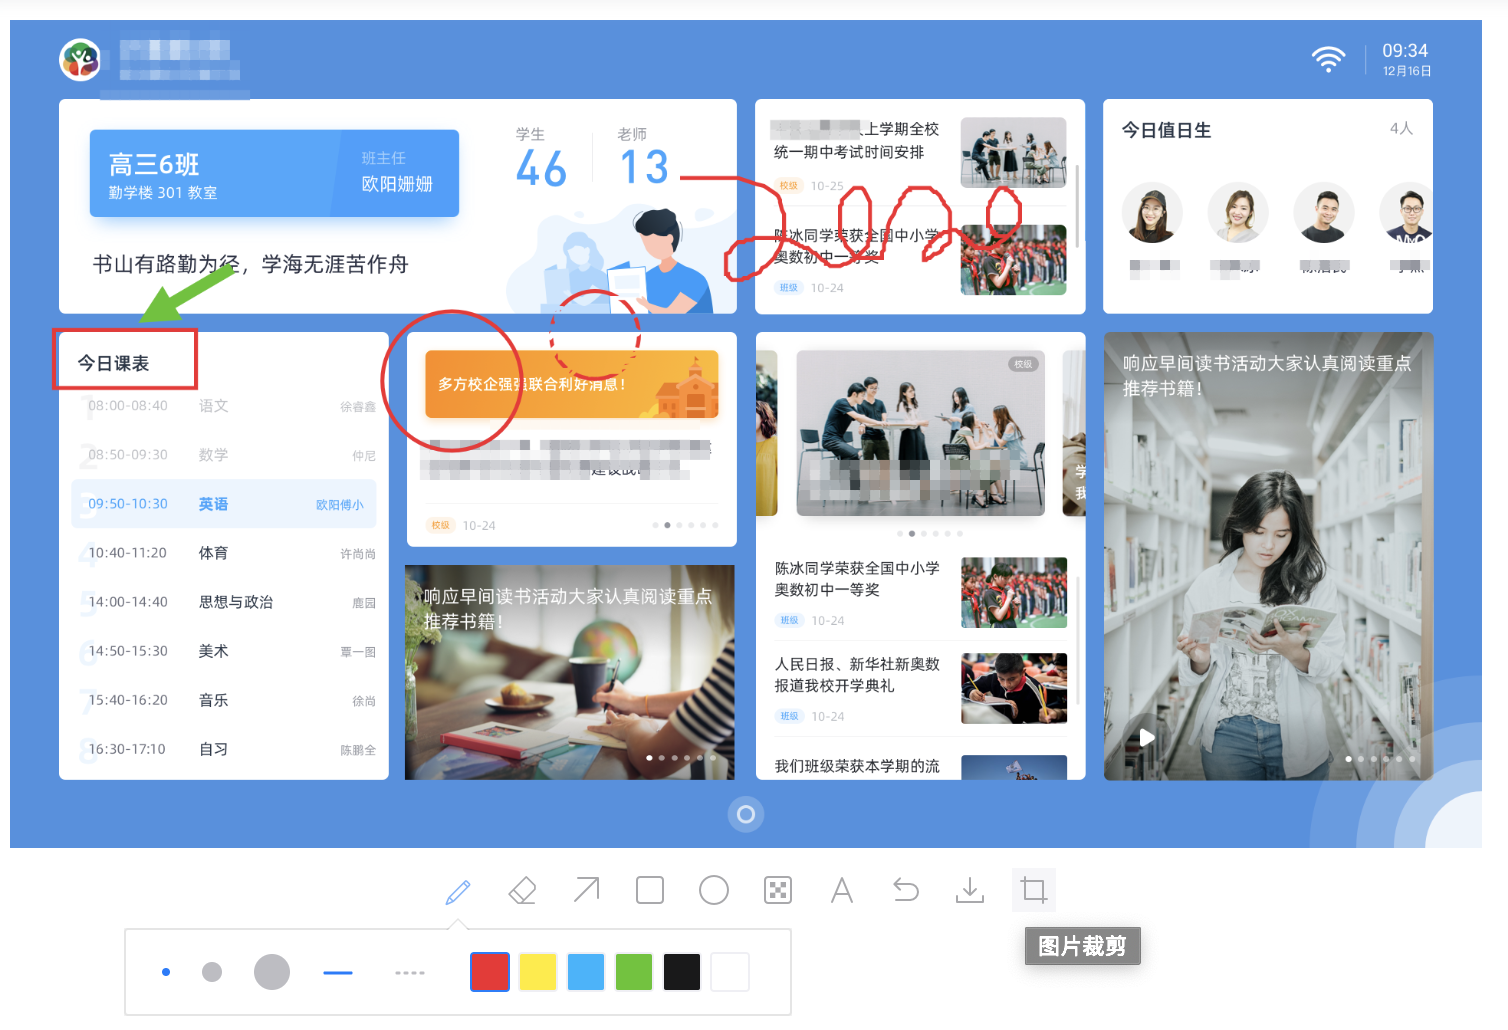 09:34
12月16日
高三6班
勤学楼 301 教室
班主任
欧阳姗姗
学生
46
老师
13
书山有路勤为径，学海无涯苦作舟
上学期全校
统一期中考试时间安排
校级 10-25
陈冰同学荣获全国中小学
奥数初中一等奖
班级 10-24
今日值日生
4人
今日课表
1 08:00-08:40 语文 徐睿鑫
2 08:50-09:30 数学 仲尼
3 09:50-10:30 英语 欧阳傅小
4 10:40-11:20 体育 许尚尚
5 14:00-14:40 思想与政治 鹿园
6 14:50-15:30 美术 覃一图
7 15:40-16:20 音乐 徐尚
8 16:30-17:10 自习 陈鹏全
多方校企强强联合利好消息！
校级 10-24
响应早间读书活动大家认真阅读重点
推荐书籍！
校级
学
我
陈冰同学荣获全国中小学
奥数初中一等奖
班级 10-24
人民日报、新华社新奥数
报道我校开学典礼
班级 10-24
我们班级荣获本学期的流
响应早间读书活动大家认真阅读重点
推荐书籍！
A
图片裁剪